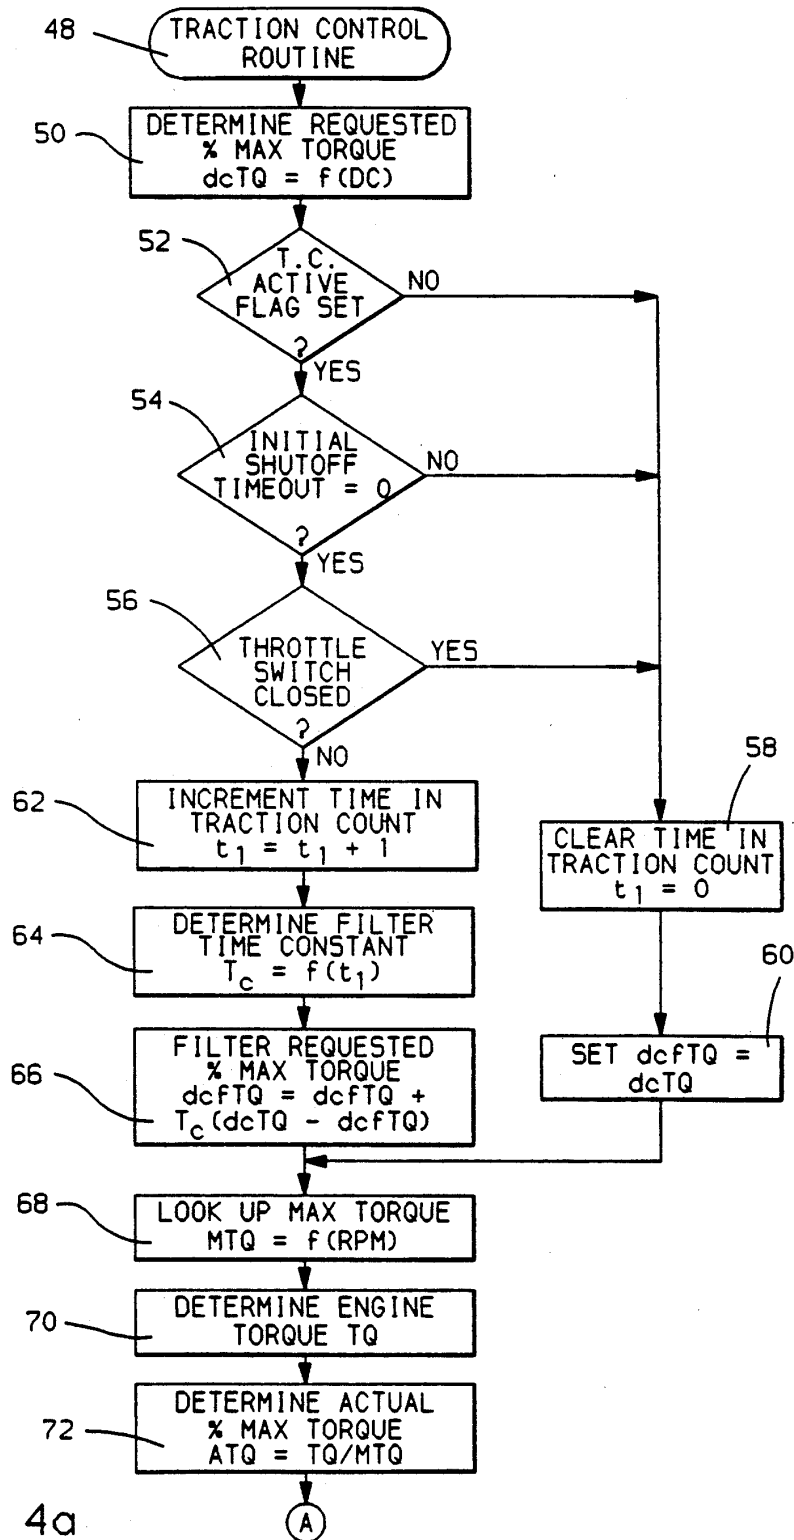 48
TRACTION CONTROL
ROUTINE
50
DETERMINE REQUESTED
% MAX TORQUE
dcTQ = f(DC)
52
T.C.
ACTIVE
FLAG SET
?
NO
YES
54
INITIAL
SHUTOFF
TIMEOUT = 0
?
NO
YES
56
THROTTLE
SWITCH
CLOSED
?
YES
NO
58
CLEAR TIME IN
TRACTION COUNT
t₁ = 0
60
SET dcfTQ =
dcTQ
62
INCREMENT TIME IN
TRACTION COUNT
t₁ = t₁ + 1
64
DETERMINE FILTER
TIME CONSTANT
T_c = f(t₁)
66
FILTER REQUESTED
% MAX TORQUE
dcfTQ = dcfTQ +
T_c(dcTQ - dcfTQ)
68
LOOK UP MAX TORQUE
MTQ = f(RPM)
70
DETERMINE ENGINE
TORQUE TQ
72
DETERMINE ACTUAL
% MAX TORQUE
ATQ = TQ/MTQ
4a
A